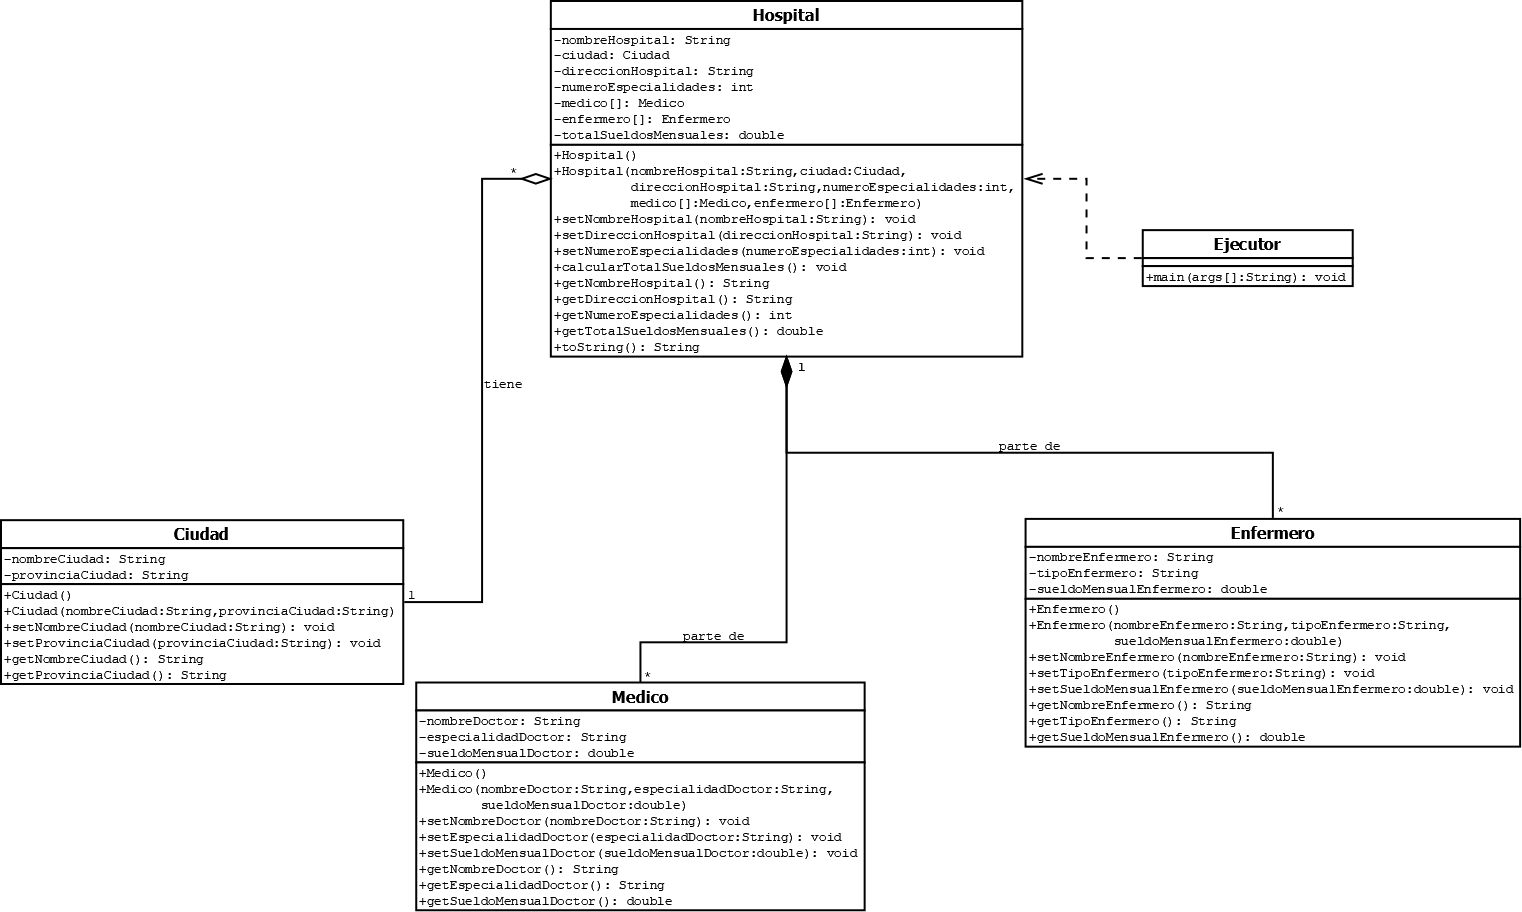 Hospital
-nombreHospital: String
-ciudad: Ciudad
-direccionHospital: String
-numeroEspecialidades: int
-medico[]: Medico
-enfermero[]: Enfermero
-totalSueldosMensuales: double
+Hospital()
+Hospital(nombreHospital:String,ciudad:Ciudad,
direccionHospital:String,numeroEspecialidades:int,
medico[]:Medico,enfermero[]:Enfermero)
+setNombreHospital(nombreHospital:String): void
+setDireccionHospital(direccionHospital:String): void
+setNumeroEspecialidades(numeroEspecialidades:int): void
+calcularTotalSueldosMensuales(): void
+getNombreHospital(): String
+getDireccionHospital(): String
+getNumeroEspecialidades(): int
+getTotalSueldosMensuales(): double
+toString(): String
*
Ejecutor
+main(args[]:String): void
1
tiene
parte de
*
Ciudad
-nombreCiudad: String
-provinciaCiudad: String
+Ciudad()
+Ciudad(nombreCiudad:String,provinciaCiudad:String)
+setNombreCiudad(nombreCiudad:String): void
+setProvinciaCiudad(provinciaCiudad:String): void
+getNombreCiudad(): String
+getProvinciaCiudad(): String
1
Enfermero
-nombreEnfermero: String
-tipoEnfermero: String
-sueldoMensualEnfermero: double
+Enfermero()
+Enfermero(nombreEnfermero:String,tipoEnfermero:String,
sueldoMensualEnfermero:double)
+setNombreEnfermero(nombreEnfermero:String): void
+setTipoEnfermero(tipoEnfermero:String): void
+setSueldoMensualEnfermero(sueldoMensualEnfermero:double): void
+getNombreEnfermero(): String
+getTipoEnfermero(): String
+getSueldoMensualEnfermero(): double
parte de
*
Medico
-nombreDoctor: String
-especialidadDoctor: String
-sueldoMensualDoctor: double
+Medico()
+Medico(nombreDoctor:String,especialidadDoctor:String,
sueldoMensualDoctor:double)
+setNombreDoctor(nombreDoctor:String): void
+setEspecialidadDoctor(especialidadDoctor:String): void
+setSueldoMensualDoctor(sueldoMensualDoctor:double): void
+getNombreDoctor(): String
+getEspecialidadDoctor(): String
+getSueldoMensualDoctor(): double